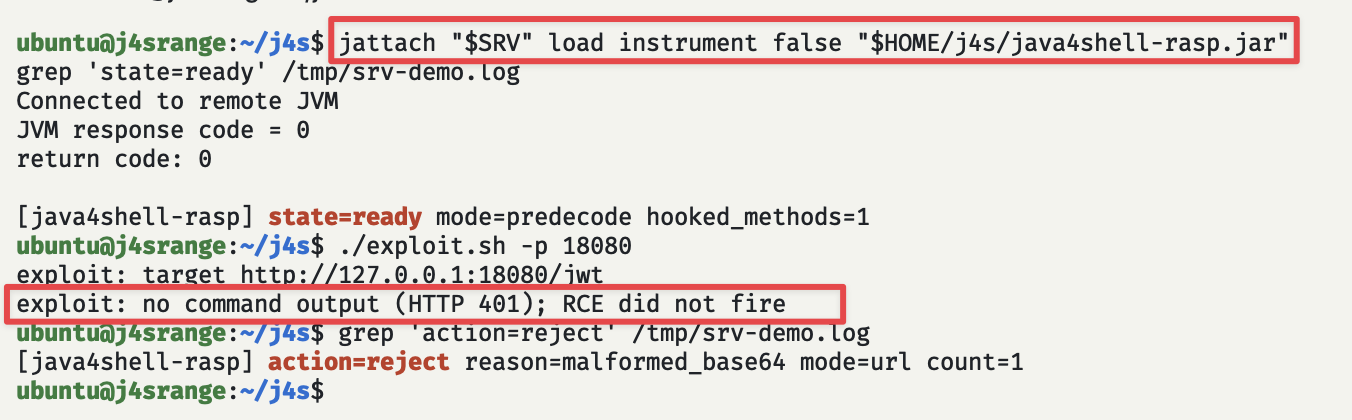 ubuntu@j4srange:~/j4s$ jattach "$SRV" load instrument false "$HOME/j4s/java4shell-rasp.jar"
grep 'state=ready' /tmp/srv-demo.log
Connected to remote JVM
JVM response code = 0
return code: 0
[java4shell-rasp] state=ready mode=predecode hooked_methods=1
ubuntu@j4srange:~/j4s$ ./exploit.sh -p 18080
exploit: target http://127.0.0.1:18080/jwt
exploit: no command output (HTTP 401); RCE did not fire
ubuntu@j4srange:~/j4s$ grep 'action=reject' /tmp/srv-demo.log
[java4shell-rasp] action=reject reason=malformed_base64 mode=url count=1
ubuntu@j4srange:~/j4s$